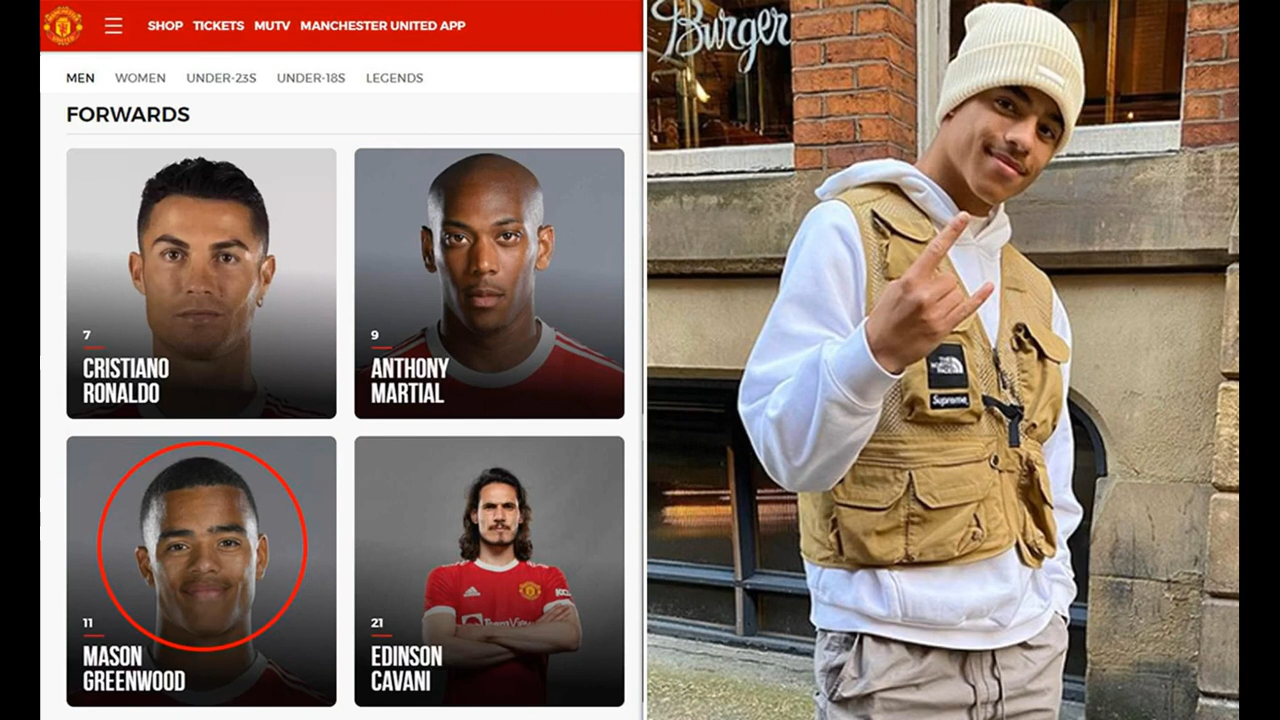 SHOP TICKETS MUTV MANCHESTER UNITED APP
MEN WOMEN UNDER-23S UNDER-18S LEGENDS
FORWARDS
7
CRISTIANO
RONALDO
9
ANTHONY
MARTIAL
11
MASON
GREENWOOD
21
EDINSON
CAVANI
TeamViewer
Burger
THE
NORTH
FACE
Supreme